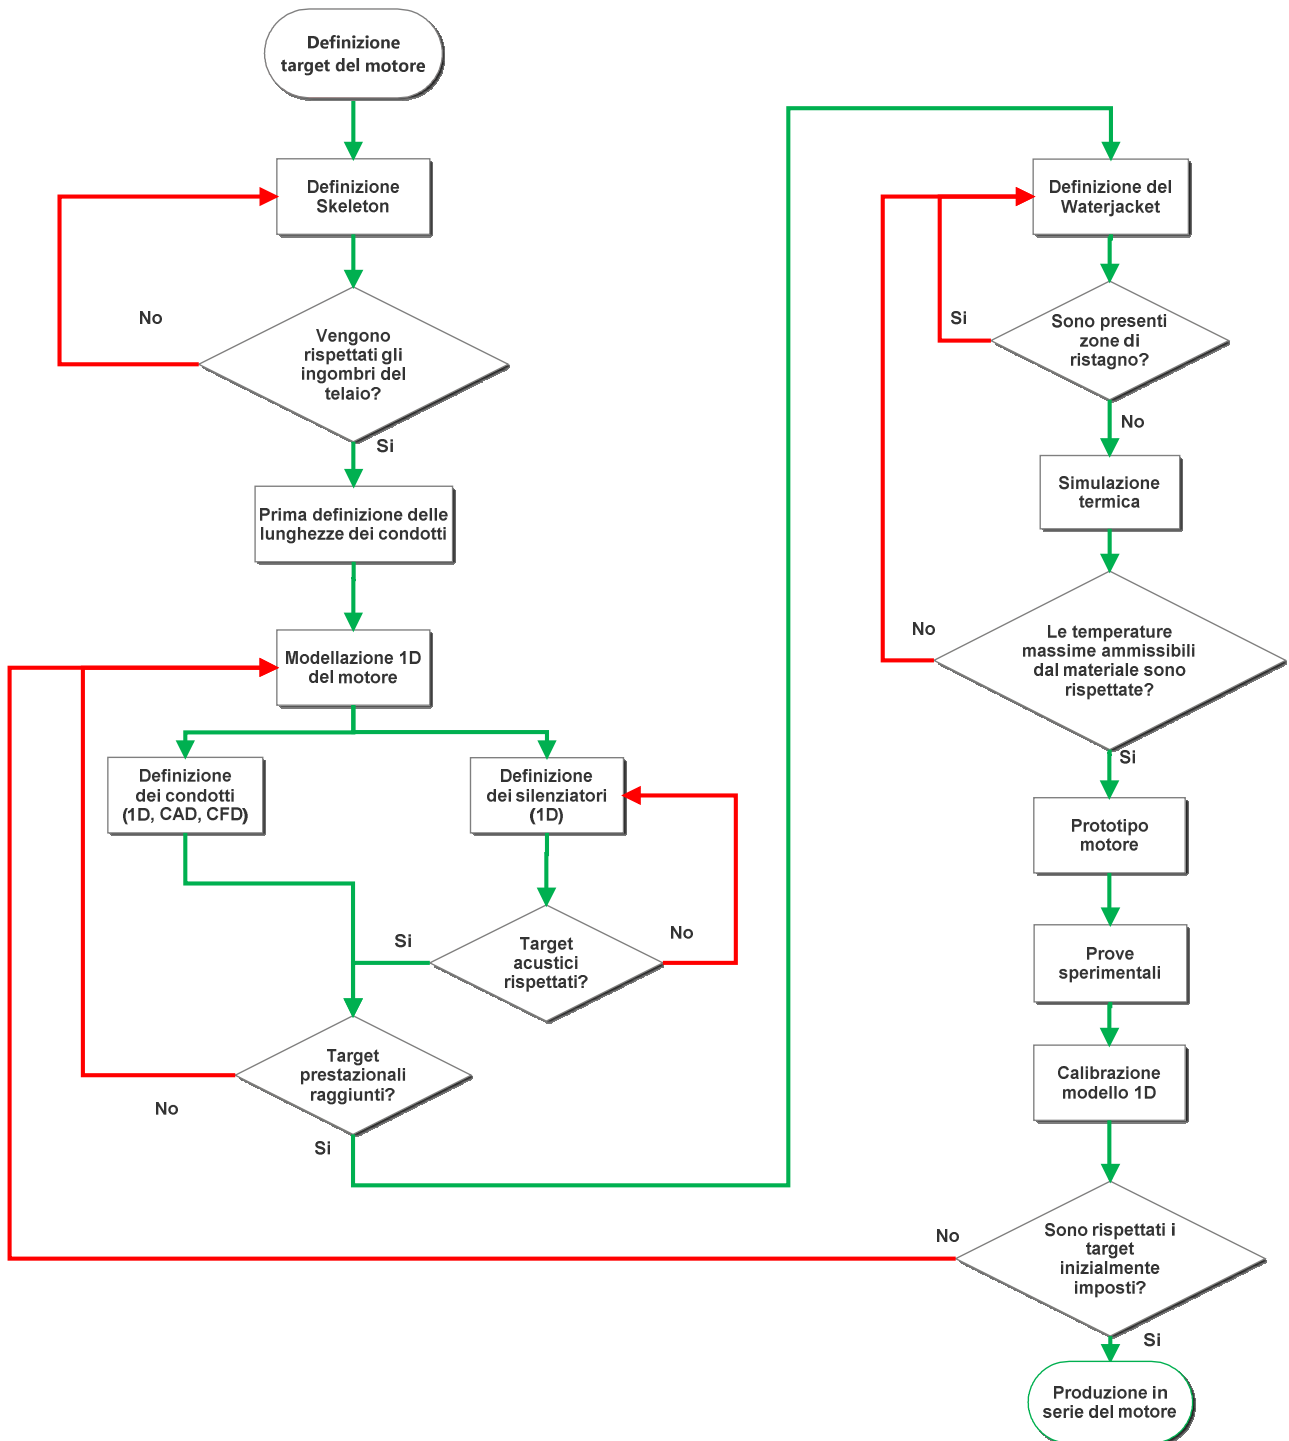 Definizione
target del motore
Definizione
Skeleton
No
Vengono
rispettati gli
ingombri del
telaio?
Si
Prima definizione delle
lunghezze dei condotti
Modellazione 1D
del motore
Definizione
dei condotti
(1D, CAD, CFD)
Definizione
dei silenziatori
(1D)
Si
Target
acustici
rispettati?
No
Target
prestazionali
raggiunti?
No
Si
Definizione del
Waterjacket
Si
Sono presenti
zone di
ristagno?
No
Simulazione
termica
No
Le temperature
massime ammissibili
dal materiale sono
rispettate?
Si
Prototipo
motore
Prove
sperimentali
Calibrazione
modello 1D
No
Sono rispettati i
target
inizialmente
imposti?
Si
Produzione in
serie del motore